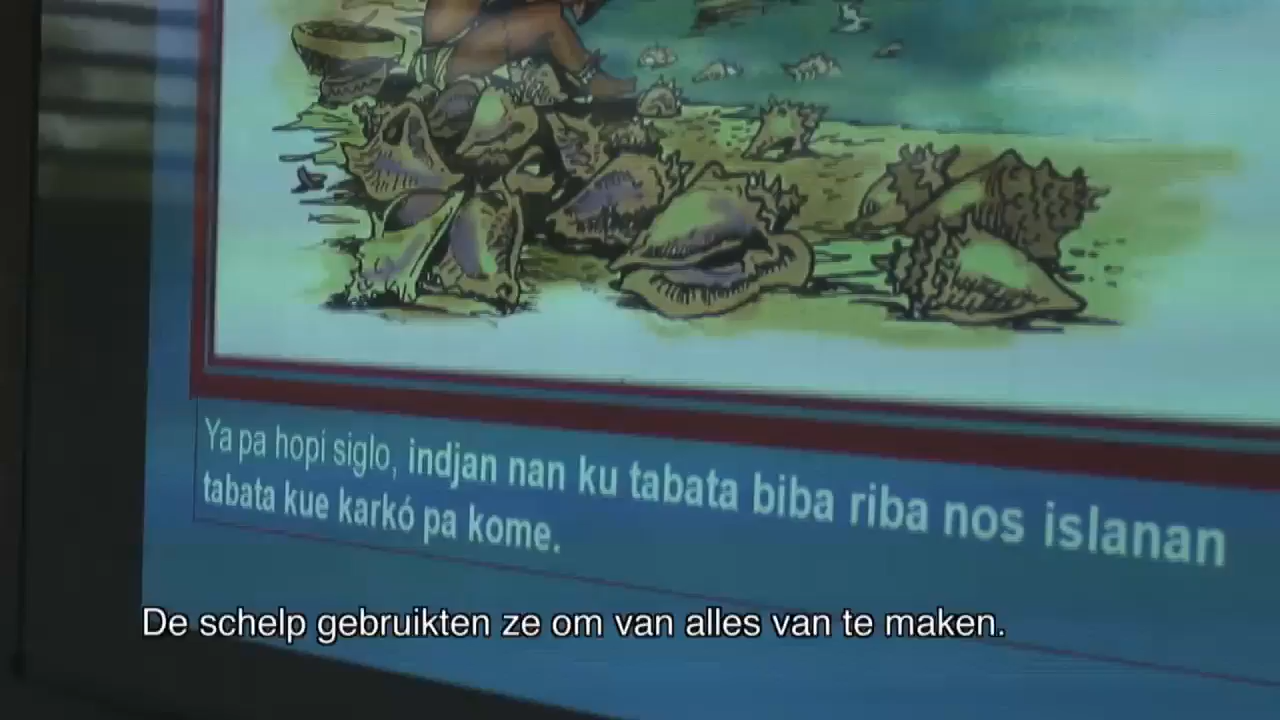 Ya pa hopi siglo, indjan nan ku tabata biba riba nos islanan
tabata kue karkó pa kome.
De schelp gebruikten ze om van alles van te maken.